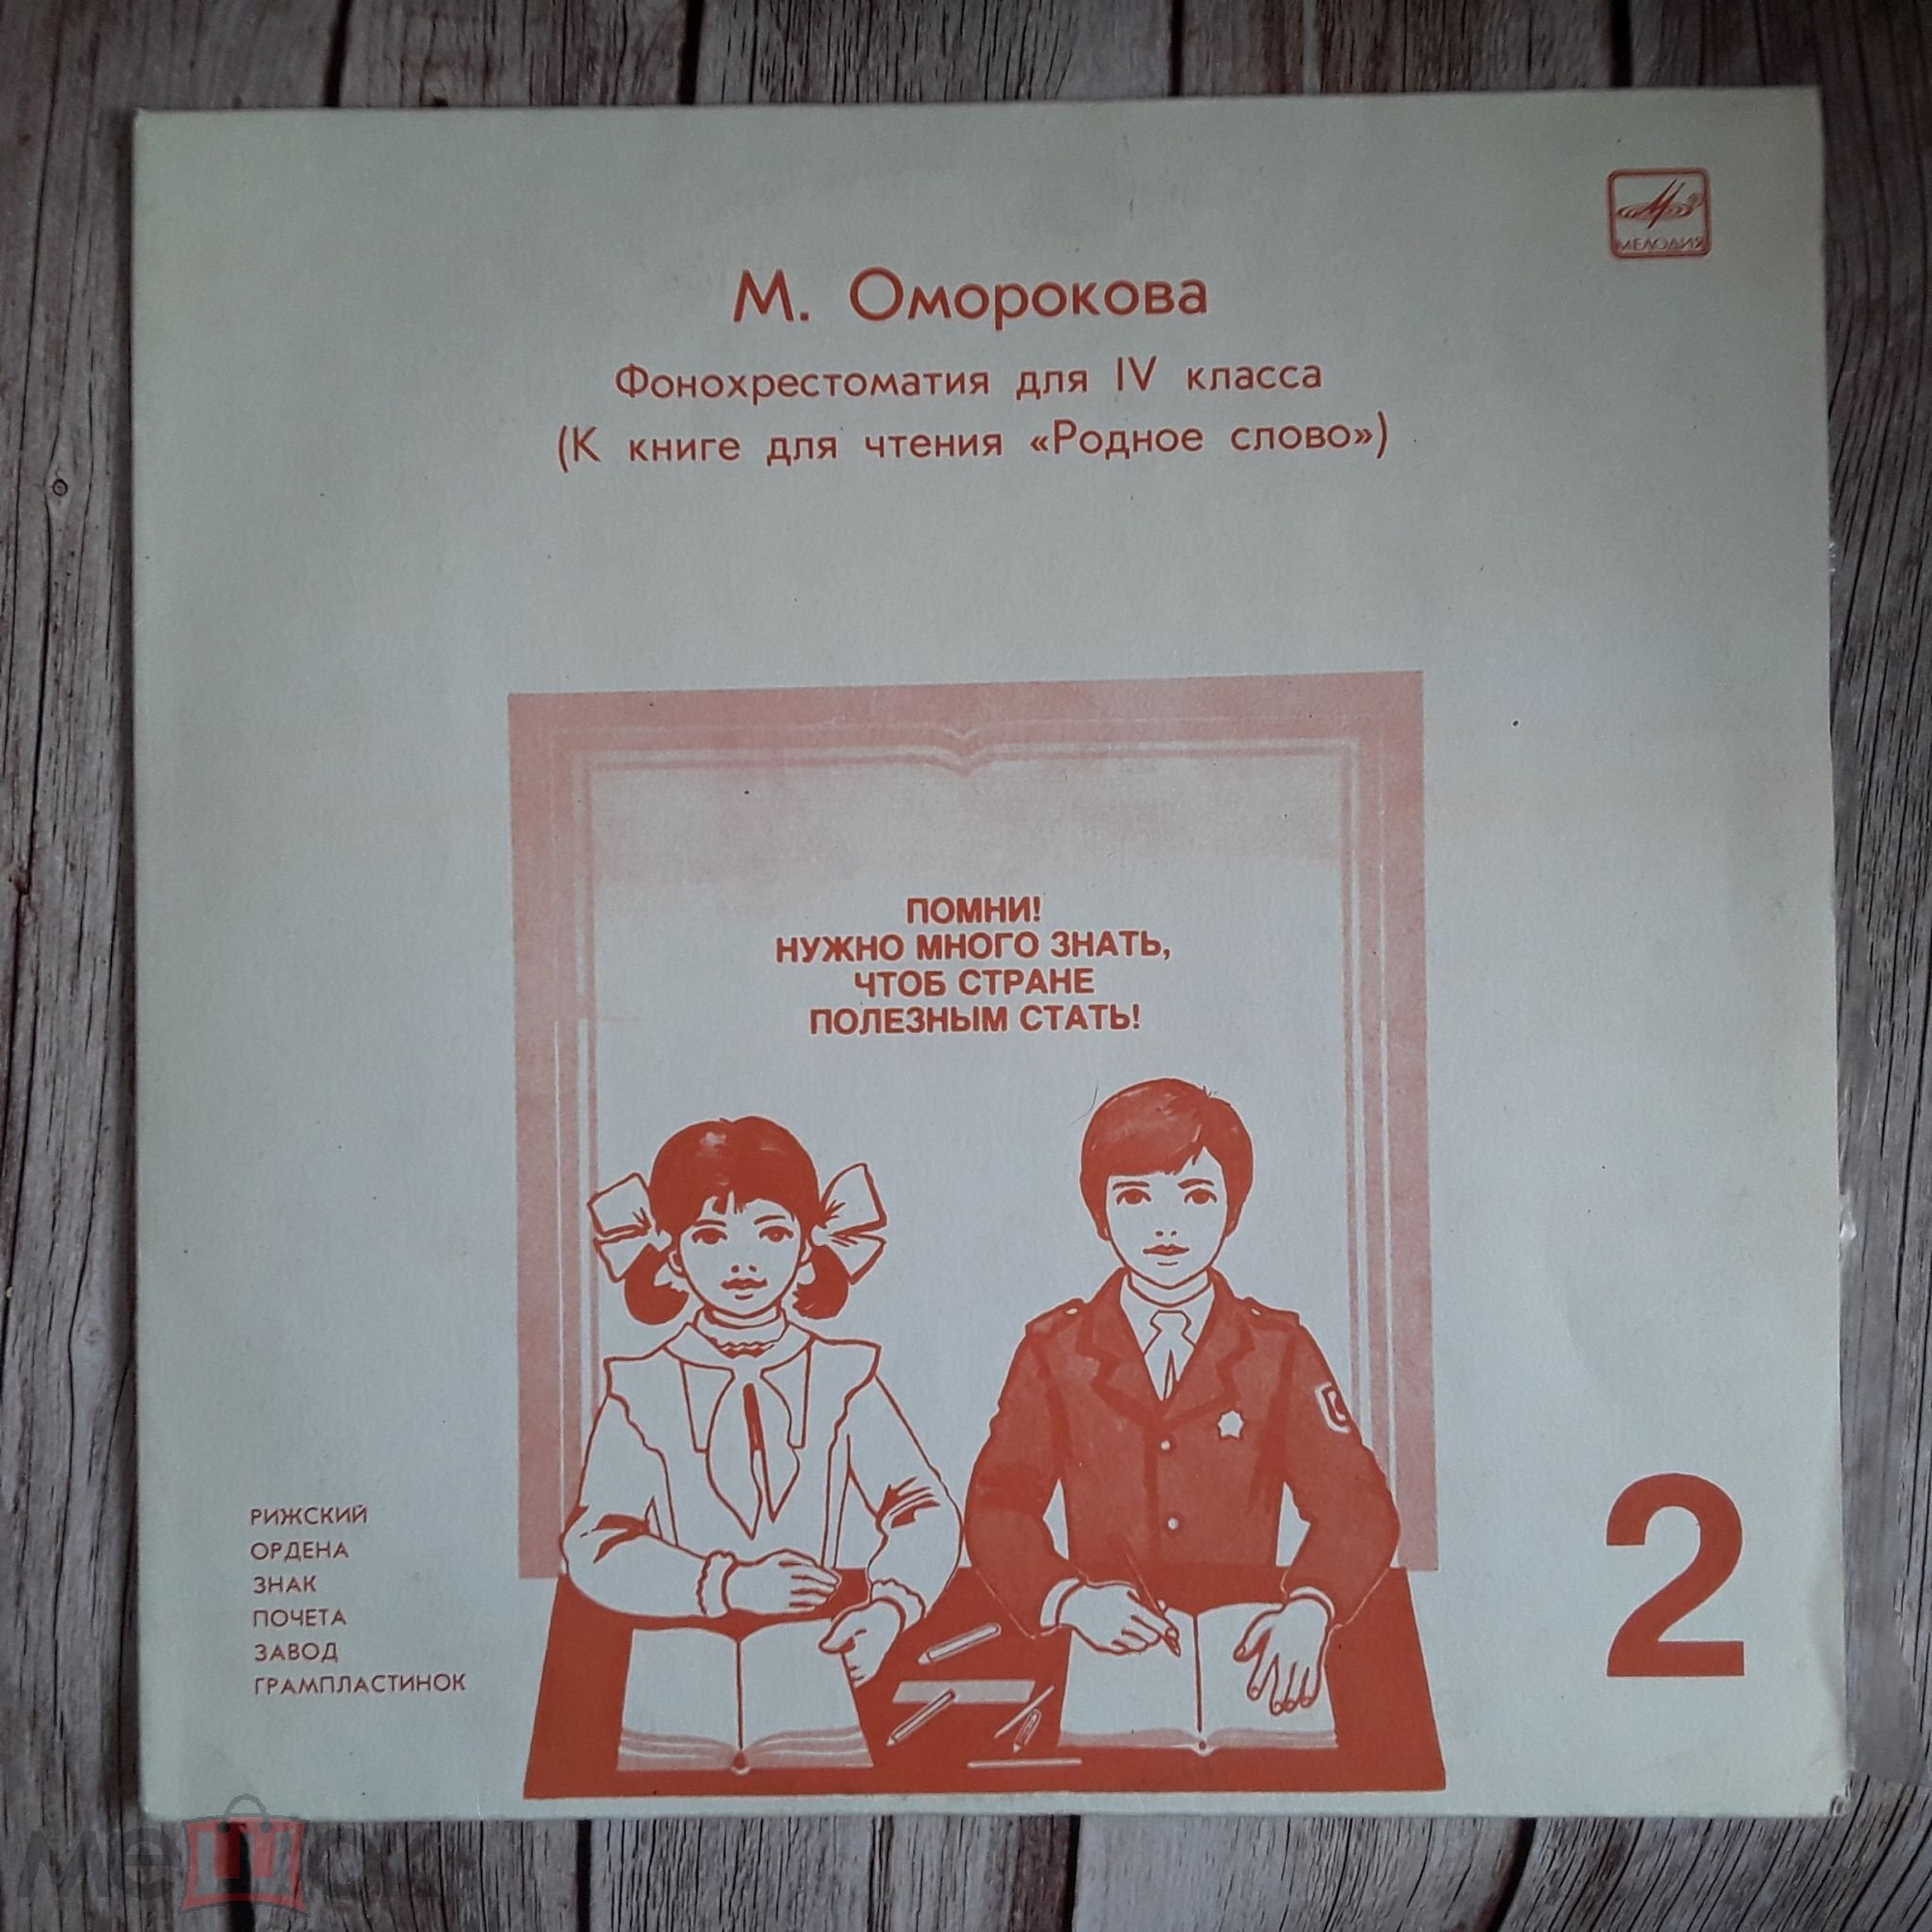 МЕЛОДИЯ
М. Оморокова
Фонохрестоматия для IV класса
(К книге для чтения «Родное слово»)
ПОМНИ!
НУЖНО МНОГО ЗНАТЬ,
ЧТОБ СТРАНЕ
ПОЛЕЗНЫМ СТАТЬ!
РИЖСКИЙ
ОРДЕНА
ЗНАК
ПОЧЕТА
ЗАВОД
ГРАМПЛАСТИНОК
2
мешок